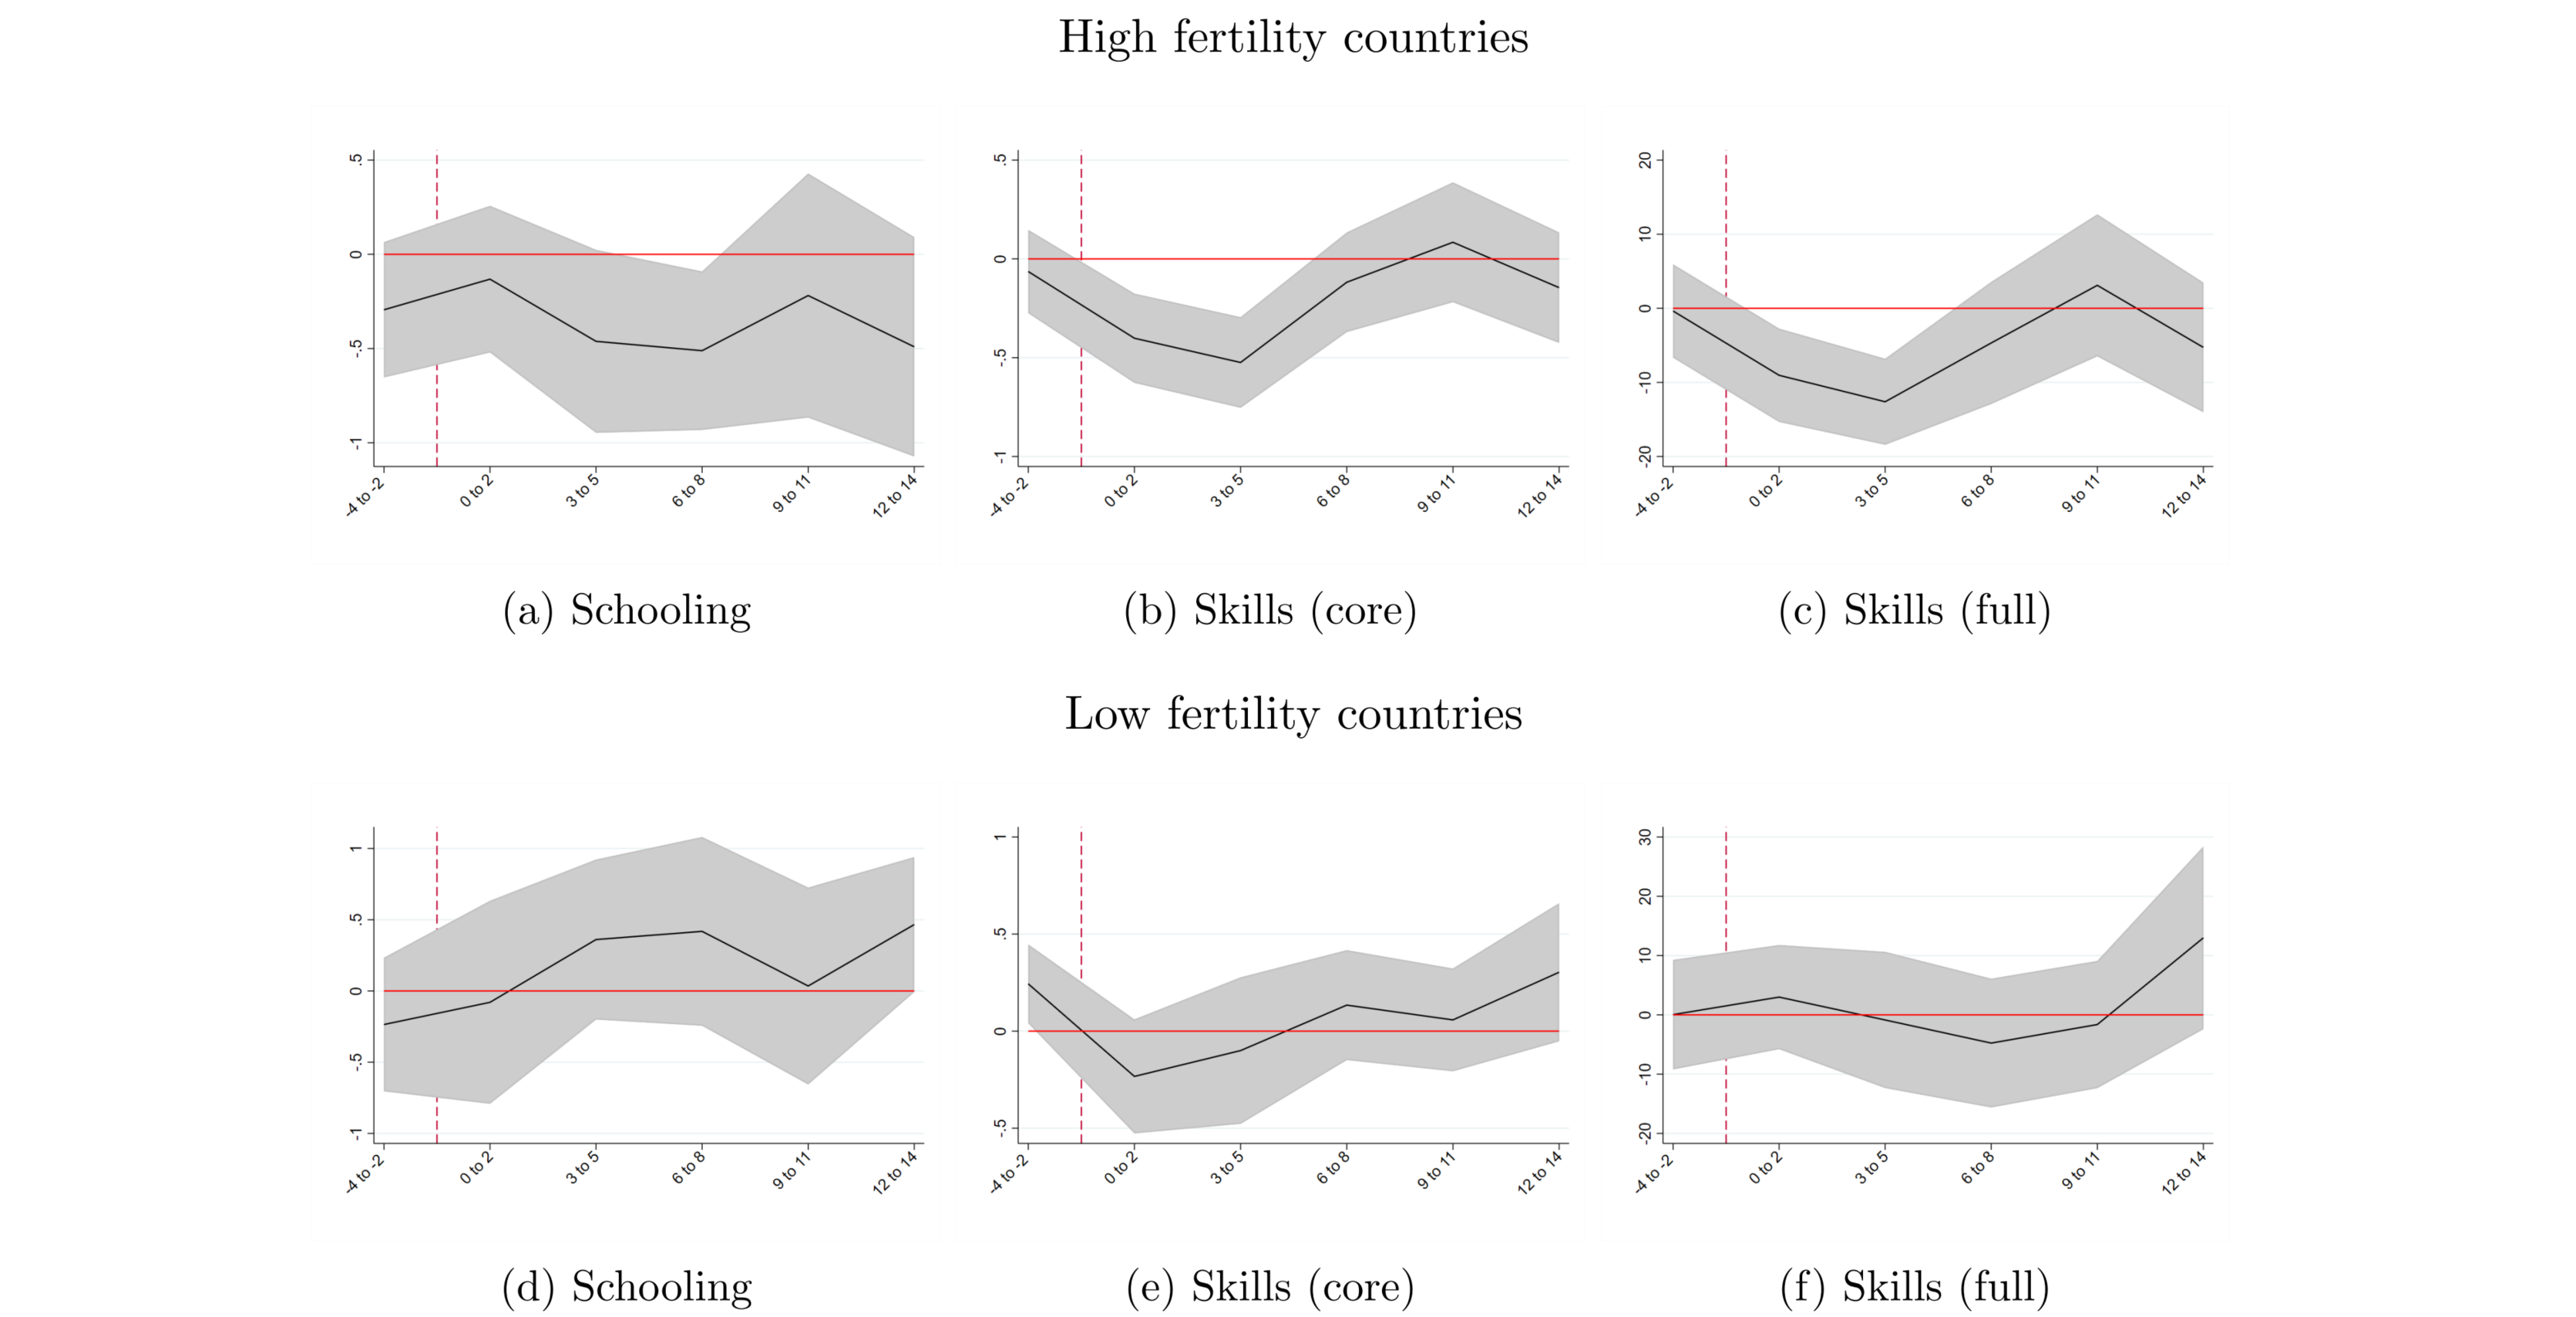 High fertility countries
.5
0
-.5
-1
-4 to -2
0 to 2
3 to 5
6 to 8
9 to 11
12 to 14
(a) Schooling
.5
0
-.5
-1
-4 to -2
0 to 2
3 to 5
6 to 8
9 to 11
12 to 14
(b) Skills (core)
20
10
0
-10
-20
-4 to -2
0 to 2
3 to 5
6 to 8
9 to 11
12 to 14
(c) Skills (full)
Low fertility countries
1
.5
0
-.5
-1
-4 to -2
0 to 2
3 to 5
6 to 8
9 to 11
12 to 14
(d) Schooling
1
.5
0
-.5
-4 to -2
0 to 2
3 to 5
6 to 8
9 to 11
12 to 14
(e) Skills (core)
30
20
10
0
-10
-20
-4 to -2
0 to 2
3 to 5
6 to 8
9 to 11
12 to 14
(f) Skills (full)